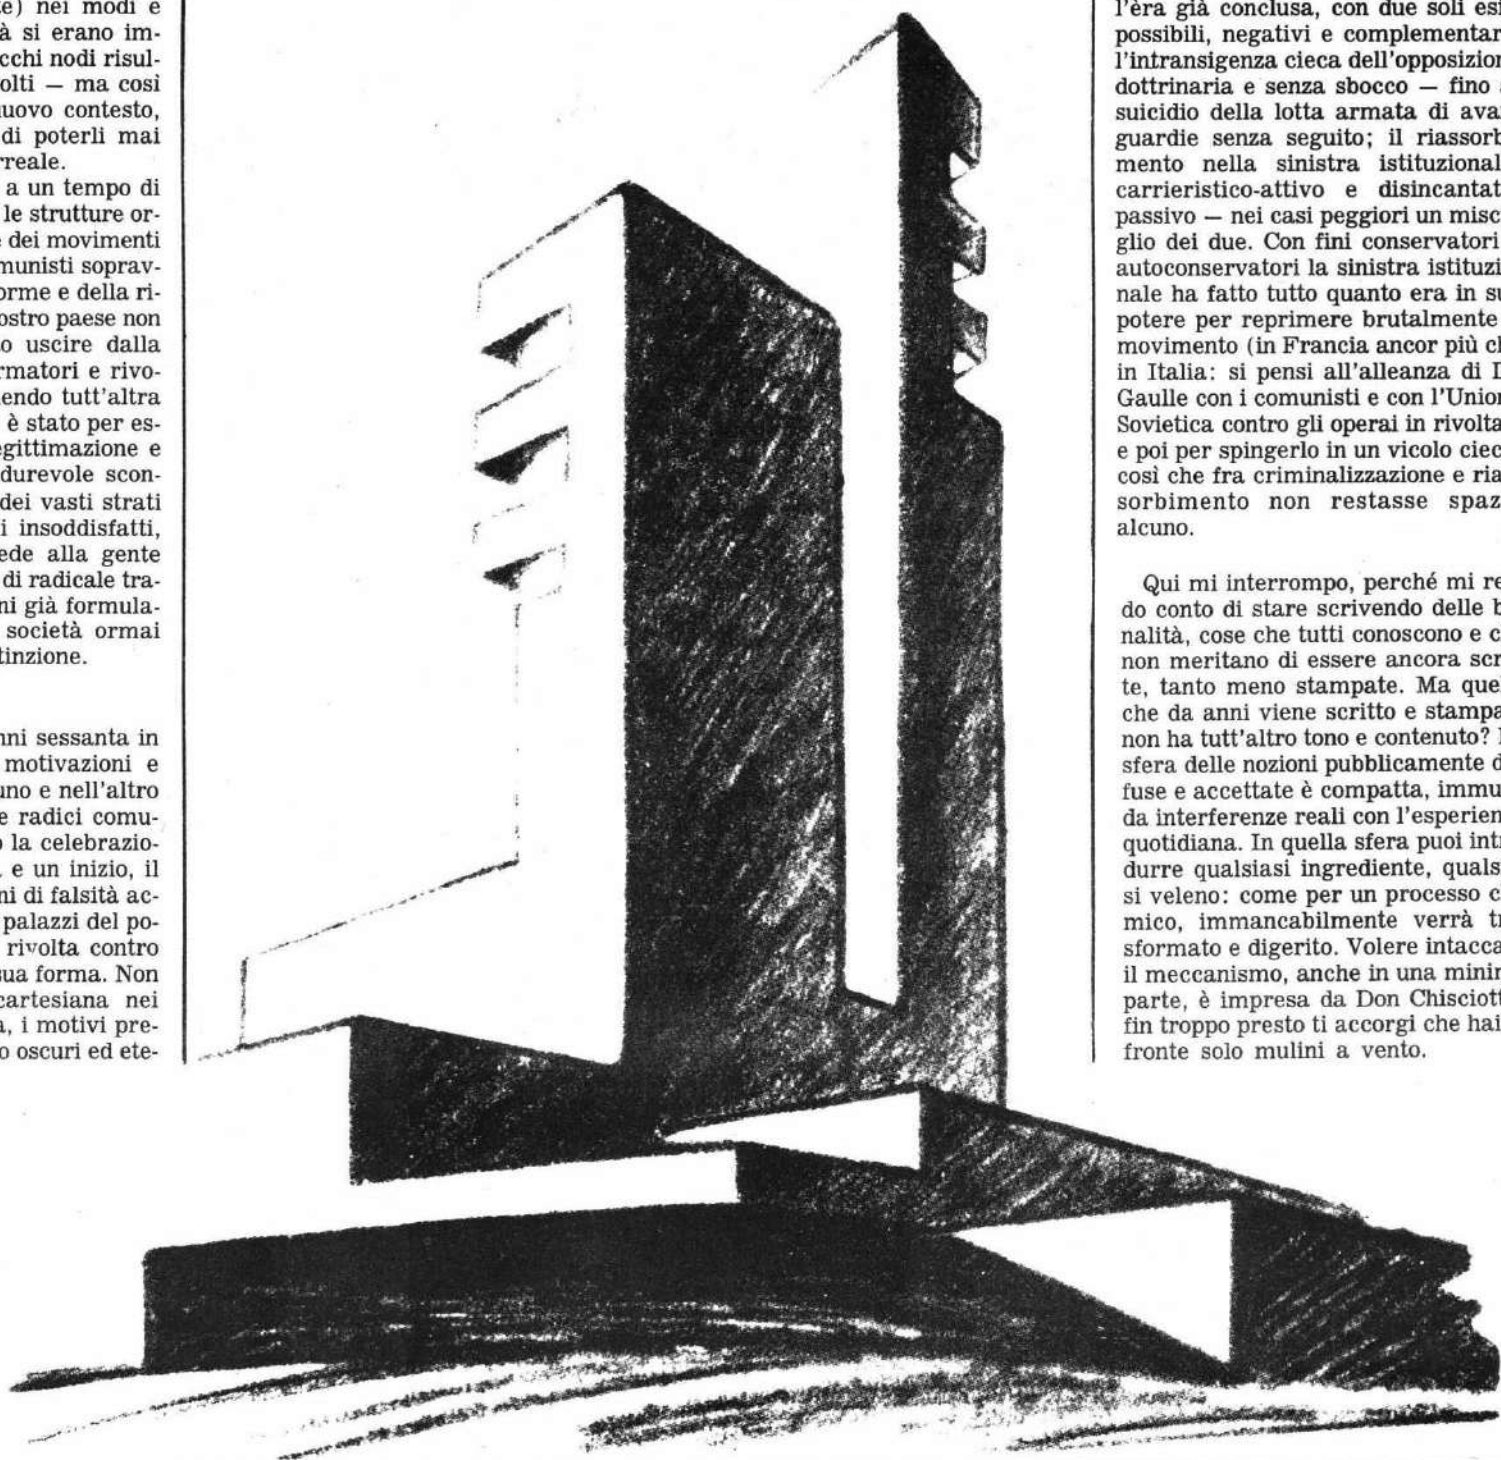 te) nei modi e
à si erano im-
cchi nodi risul-
olti — ma così
uovo contesto,
di poterli mai
rreale.
a un tempo di
le strutture or-
e dei movimenti
munisti soprav-
orme e della ri-
ostro paese non
o uscire dalla
rmatori e rivo-
endo tutt'altra
è stato per es-
egittimazione e
durevole scon-
dei vasti strati
i insoddisfatti,
ede alla gente
di radicale tra-
ni già formula-
società ormai
tinzione.
nni sessanta in
motivazioni e
uno e nell'altro
e radici comu-
o la celebrazio-
a e un inizio, il
ni di falsità ac-
palazzi del po-
rivolta contro
sua forma. Non
cartesiana nei
a, i motivi pre-
o oscuri ed ete-
l'èra già conclusa, con due soli esi
possibili, negativi e complementar
l'intransigenza cieca dell'opposizion
dottrinaria e senza sbocco — fino a
suicidio della lotta armata di ava
guardie senza seguito; il riassorb
mento nella sinistra istituzional
carrieristico-attivo e disincantat
passivo — nei casi peggiori un misc
glio dei due. Con fini conservatori
autoconservatori la sinistra istituzi
nale ha fatto tutto quanto era in su
potere per reprimere brutalmente
movimento (in Francia ancor più ch
in Italia: si pensi all'alleanza di D
Gaulle con i comunisti e con l'Union
Sovietica contro gli operai in rivolta
e poi per spingerlo in un vicolo ciec
così che fra criminalizzazione e ria
sorbimento non restasse spaz
alcuno.
Qui mi interrompo, perché mi re
do conto di stare scrivendo delle b
nalità, cose che tutti conoscono e c
non meritano di essere ancora scr
te, tanto meno stampate. Ma quel
che da anni viene scritto e stampa
non ha tutt'altro tono e contenuto? I
sfera delle nozioni pubblicamente d
fuse e accettate è compatta, immu
da interferenze reali con l'esperien
quotidiana. In quella sfera puoi intr
durre qualsiasi ingrediente, quals
si veleno: come per un processo c
mico, immancabilmente verrà tr
sformato e digerito. Volere intacca
il meccanismo, anche in una minin
parte, è impresa da Don Chisciott
fin troppo presto ti accorgi che hai
fronte solo mulini a vento.